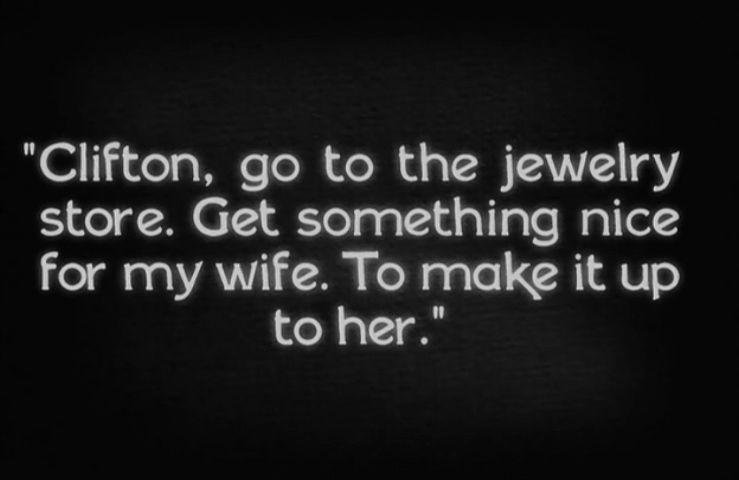 "Clifton, go to the jewelry
store. Get something nice
for my wife. To make it up
to her."